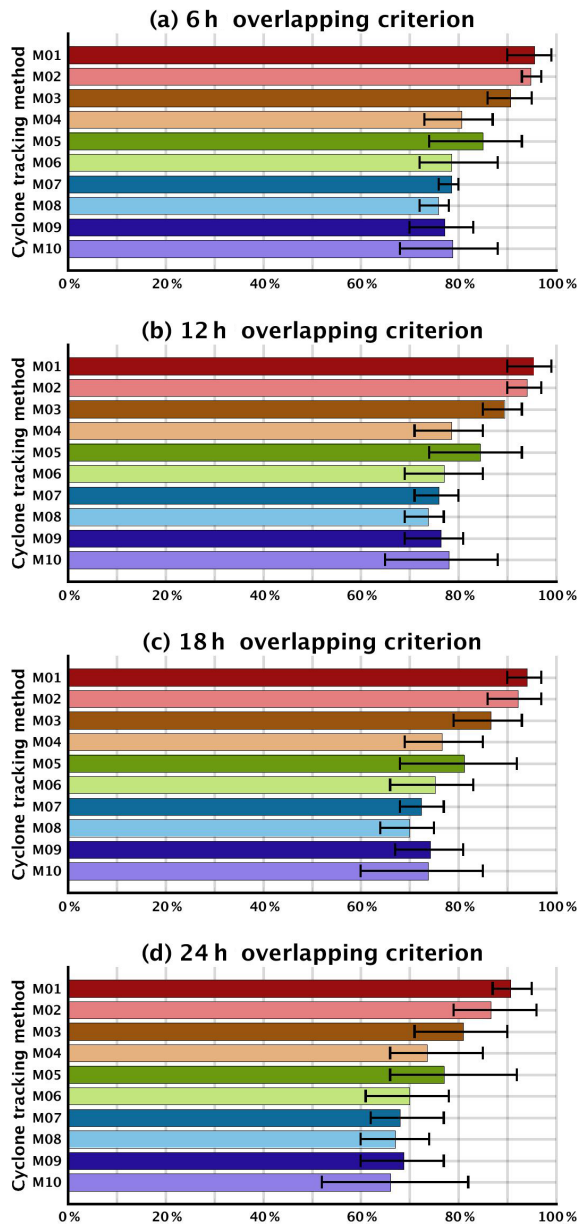 (a) 6 h overlapping criterion
Cyclone tracking method
M01
M02
M03
M04
M05
M06
M07
M08
M09
M10
0 % 20 % 40 % 60 % 80 % 100 %
(b) 12 h overlapping criterion
Cyclone tracking method
M01
M02
M03
M04
M05
M06
M07
M08
M09
M10
0 % 20 % 40 % 60 % 80 % 100 %
(c) 18 h overlapping criterion
Cyclone tracking method
M01
M02
M03
M04
M05
M06
M07
M08
M09
M10
0 % 20 % 40 % 60 % 80 % 100 %
(d) 24 h overlapping criterion
Cyclone tracking method
M01
M02
M03
M04
M05
M06
M07
M08
M09
M10
0 % 20 % 40 % 60 % 80 % 100 %